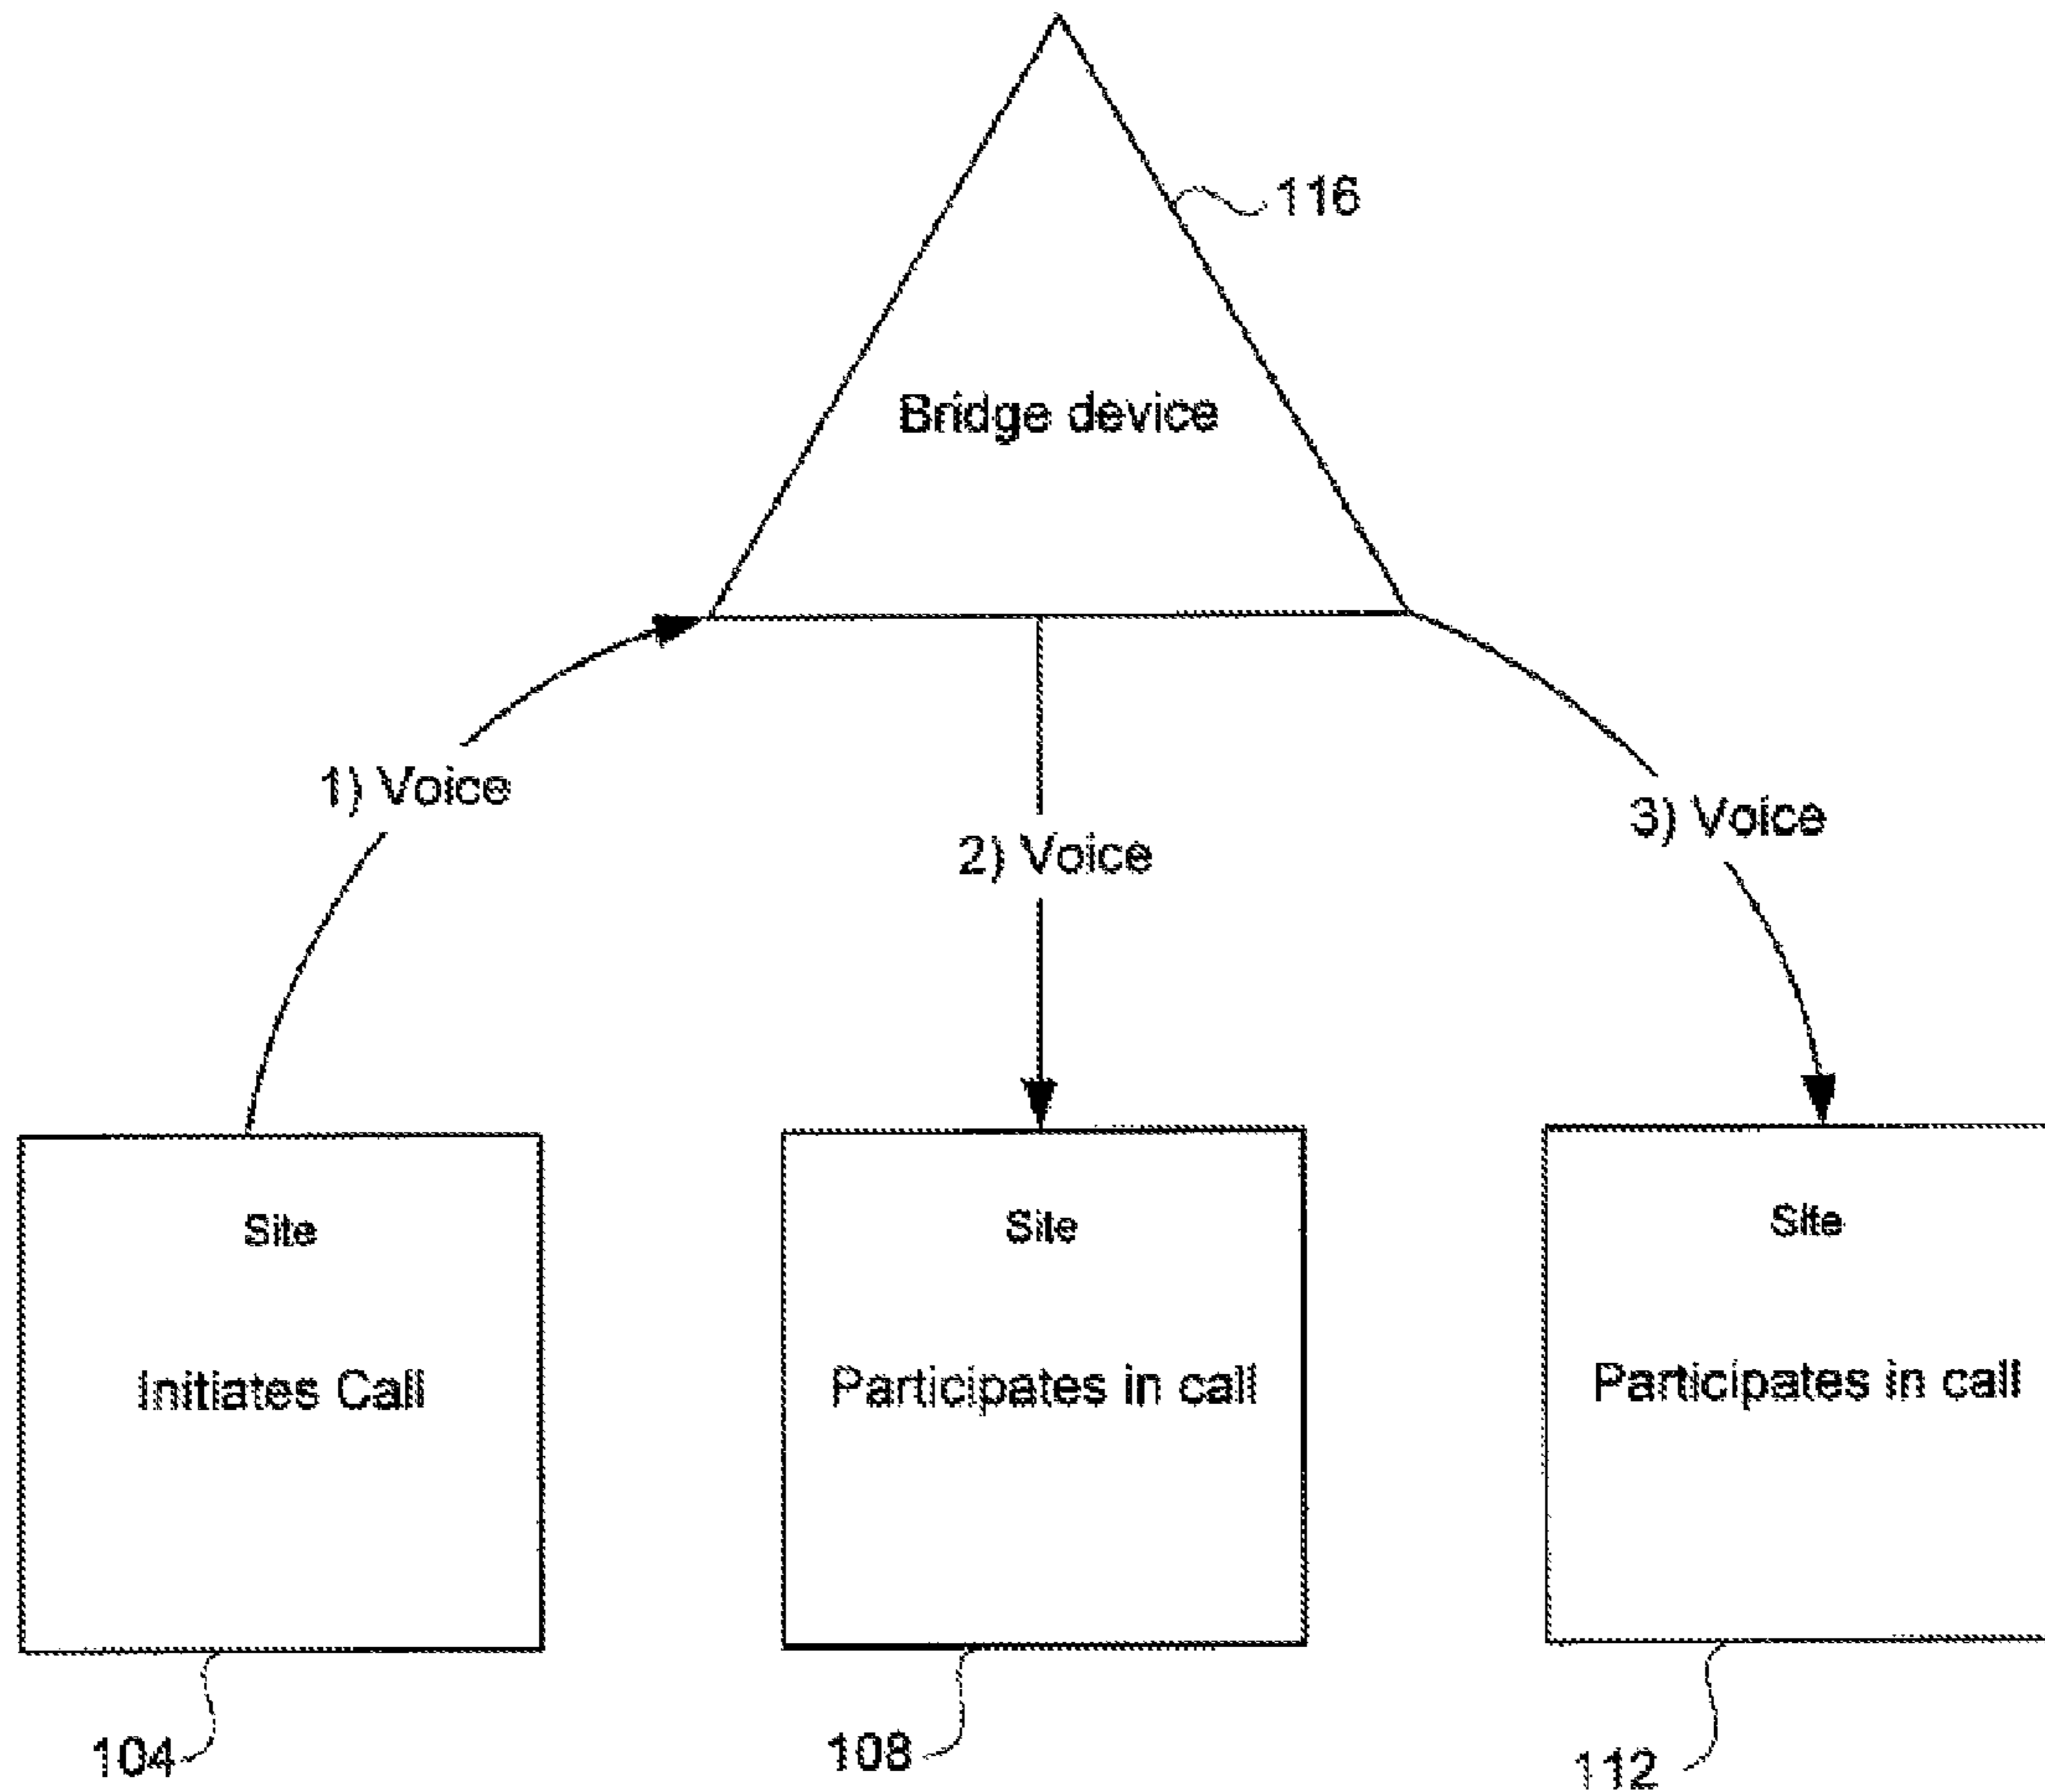 116
Bridge device
1) Voice
2) Voice
3) Voice
Site
Initiates Call
Site
Participates in call
Site
Participates in call
104
108
112